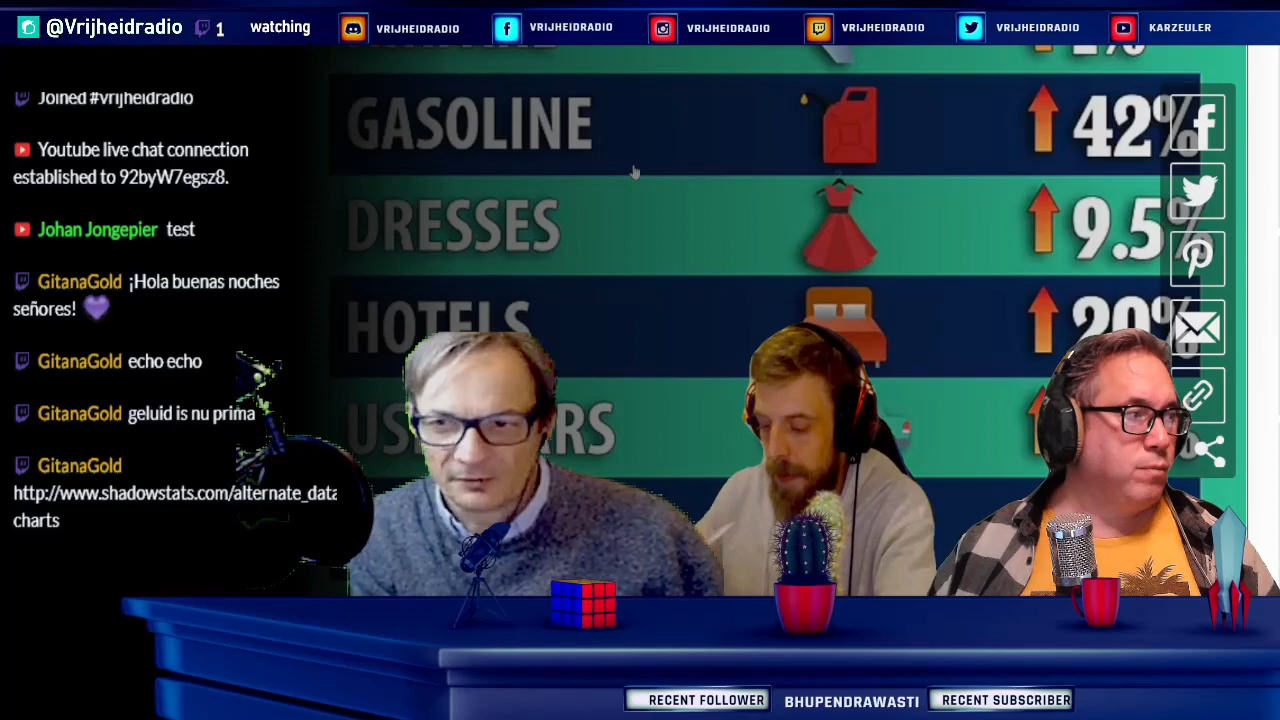 @Vrijheidradio 1 watching VRIJHEIDRADIO VRIJHEIDRADIO VRIJHEIDRADIO VRIJHEIDRADIO VRIJHEIDRADIO KARZEULER
2%
Joined #vrijheidradio
Youtube live chat connection
established to 92byW7egsz8.
Johan Jongepier test
GitanaGold ¡Hola buenas noches
señores!
GitanaGold echo echo
GitanaGold geluid is nu prima
GitanaGold
http://www.shadowstats.com/alternate_data
charts
GASOLINE 42%
DRESSES 9.5%
HOTELS 20%
RECENT FOLLOWER BHUPENDRAWASTI RECENT SUBSCRIBER